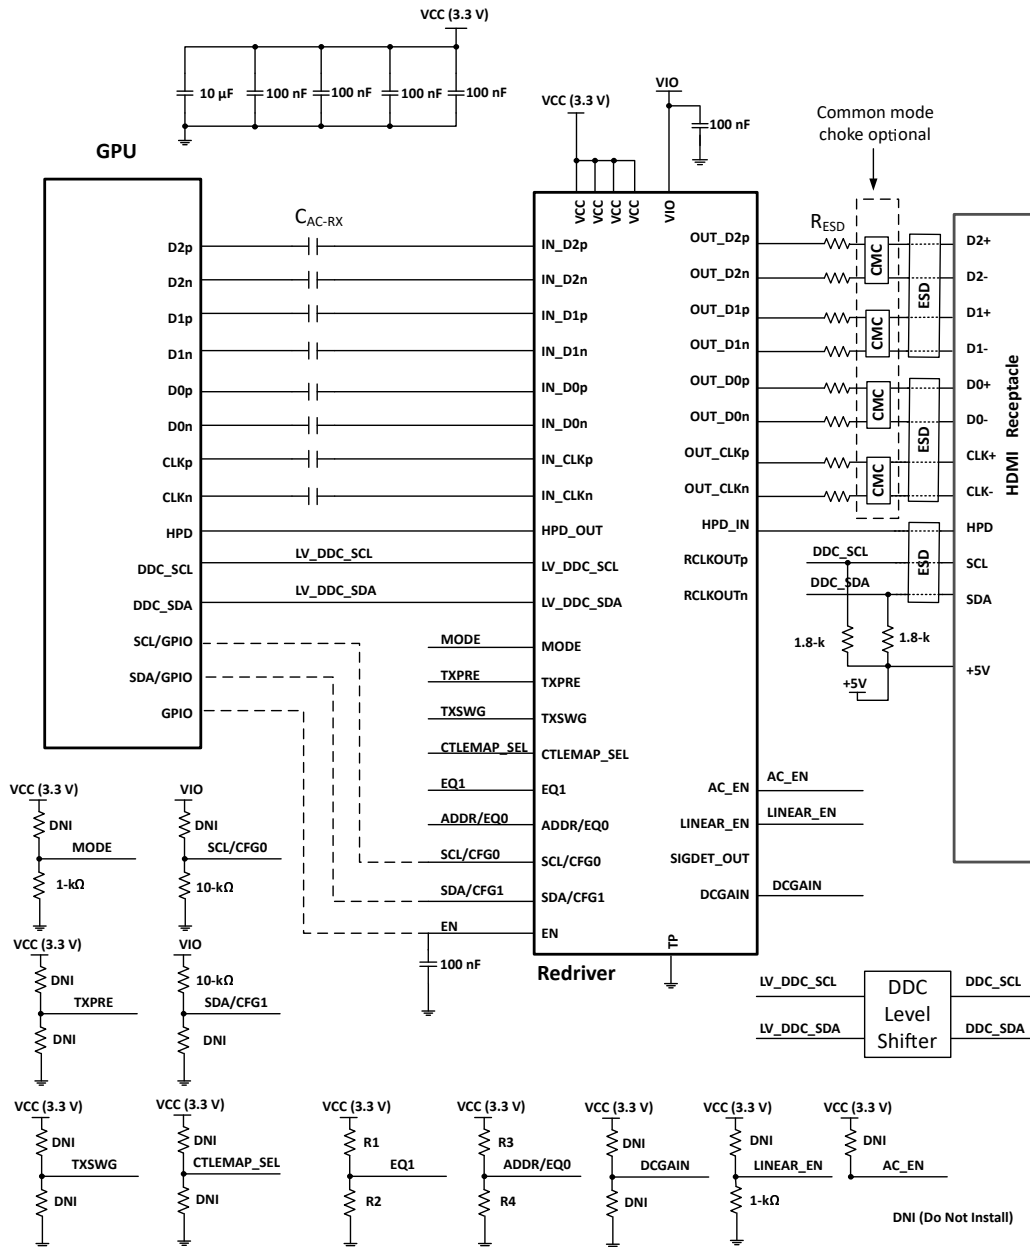 VCC (3.3 V)
10 µF
100 nF
100 nF
100 nF
100 nF
VCC (3.3 V)
VIO
100 nF
Common mode
choke optional
GPU
CAC-RX
RESD
VCC
VCC
VCC
VCC
VIO
D2p
D2n
D1p
D1n
D0p
D0n
CLKp
CLKn
HPD
DDC_SCL
DDC_SDA
SCL/GPIO
SDA/GPIO
GPIO
LV_DDC_SCL
LV_DDC_SDA
MODE
TXPRE
TXSWG
CTLEMAP_SEL
EQ1
ADDR/EQ0
SCL/CFG0
SDA/CFG1
EN
100 nF
IN_D2p
IN_D2n
IN_D1p
IN_D1n
IN_D0p
IN_D0n
IN_CLKp
IN_CLKn
HPD_OUT
LV_DDC_SCL
LV_DDC_SDA
MODE
TXPRE
TXSWG
CTLEMAP_SEL
EQ1
ADDR/EQ0
SCL/CFG0
SDA/CFG1
EN
OUT_D2p
OUT_D2n
OUT_D1p
OUT_D1n
OUT_D0p
OUT_D0n
OUT_CLKp
OUT_CLKn
HPD_IN
RCLKOUTp
RCLKOUTn
AC_EN
LINEAR_EN
SIGDET_OUT
DCGAIN
TP
Redriver
CMC
CMC
CMC
CMC
ESD
ESD
ESD
D2+
D2-
D1+
D1-
D0+
D0-
CLK+
CLK-
HPD
SCL
SDA
+5V
HDMI Receptacle
DDC_SCL
DDC_SDA
1.8-k
1.8-k
+5V
AC_EN
LINEAR_EN
DCGAIN
LV_DDC_SCL
LV_DDC_SDA
DDC
Level
Shifter
DDC_SCL
DDC_SDA
VCC (3.3 V)
DNI
MODE
1-kΩ
VIO
DNI
SCL/CFG0
10-kΩ
VCC (3.3 V)
DNI
TXPRE
DNI
VIO
10-kΩ
SDA/CFG1
DNI
VCC (3.3 V)
DNI
TXSWG
DNI
VCC (3.3 V)
DNI
CTLEMAP_SEL
DNI
VCC (3.3 V)
R1
EQ1
R2
VCC (3.3 V)
R3
ADDR/EQ0
R4
VCC (3.3 V)
DNI
DCGAIN
DNI
VCC (3.3 V)
DNI
LINEAR_EN
1-kΩ
VCC (3.3 V)
DNI
AC_EN
DNI (Do Not Install)